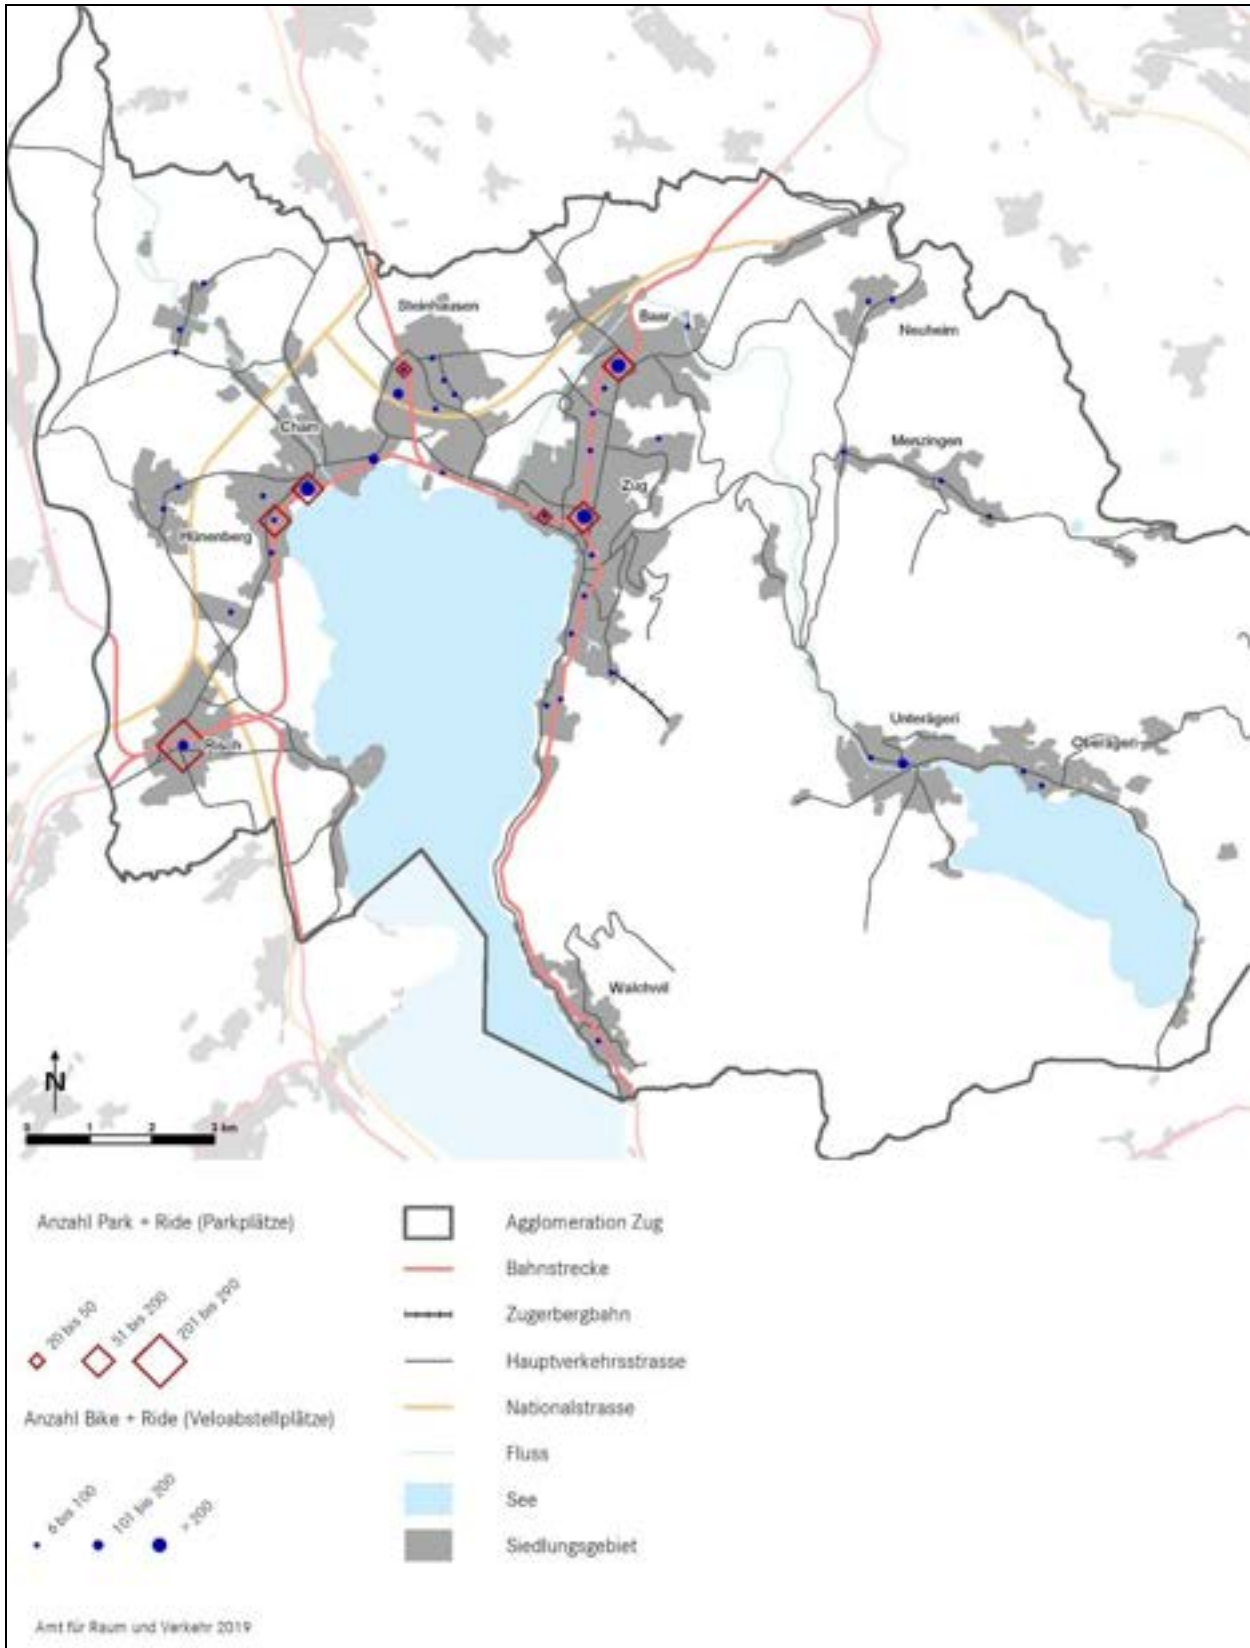 Steinhausen
Baar
Neuheim
Cham
Menzingen
Zug
Hünenberg
Risch
Unterägeri
Oberägeri
Walchwil
N
0 1 2 3 km
Anzahl Park + Ride (Parkplätze)
20 bis 50
51 bis 200
201 bis 290
Anzahl Bike + Ride (Veloabstellplätze)
6 bis 100
101 bis 200
> 200
Agglomeration Zug
Bahnstrecke
Zugerbergbahn
Hauptverkehrsstrasse
Nationalstrasse
Fluss
See
Siedlungsgebiet
Amt für Raum und Verkehr 2019